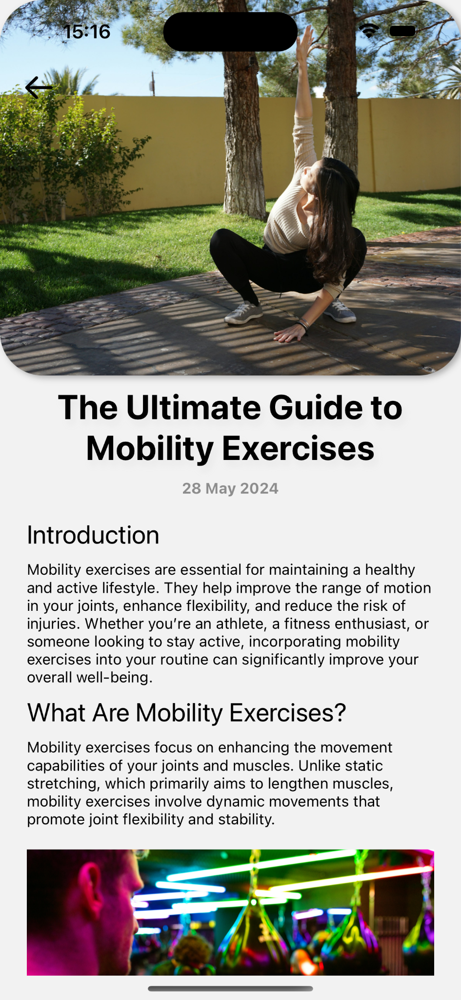 15:16
The Ultimate Guide to
Mobility Exercises
28 May 2024
Introduction
Mobility exercises are essential for maintaining a healthy
and active lifestyle. They help improve the range of motion
in your joints, enhance flexibility, and reduce the risk of
injuries. Whether you’re an athlete, a fitness enthusiast, or
someone looking to stay active, incorporating mobility
exercises into your routine can significantly improve your
overall well-being.
What Are Mobility Exercises?
Mobility exercises focus on enhancing the movement
capabilities of your joints and muscles. Unlike static
stretching, which primarily aims to lengthen muscles,
mobility exercises involve dynamic movements that
promote joint flexibility and stability.